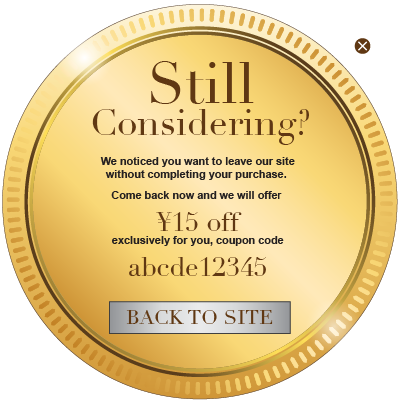 Still
Considering?
We noticed you want to leave our site
without completing your purchase.
Come back now and we will offer
¥15 off
exclusively for you, coupon code
abcde12345
BACK TO SITE